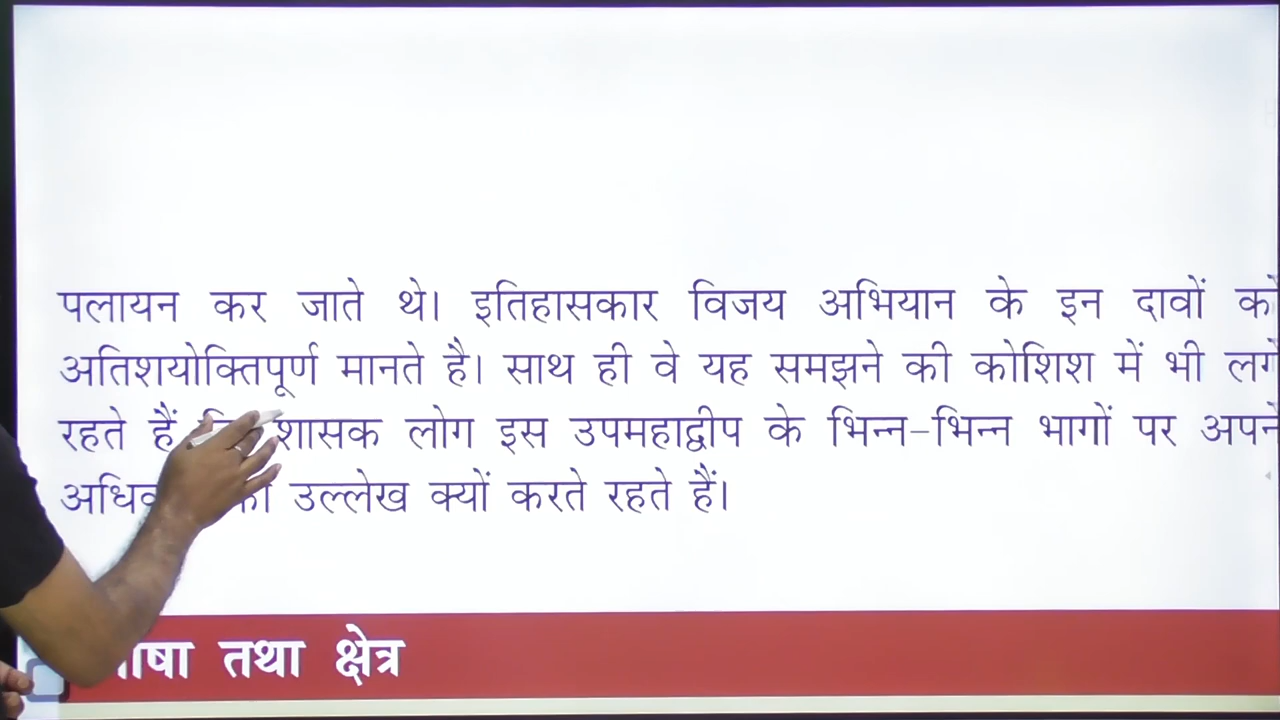 पलायन कर जाते थे। इतिहासकार विजय अभियान के इन दावों को
अतिशयोक्तिपूर्ण मानते है। साथ ही वे यह समझने की कोशिश में भी लगे
रहते हैं शासक लोग इस उपमहाद्वीप के भिन्न-भिन्न भागों पर अपने
उल्लेख क्यों करते रहते हैं।
तथा क्षेत्र